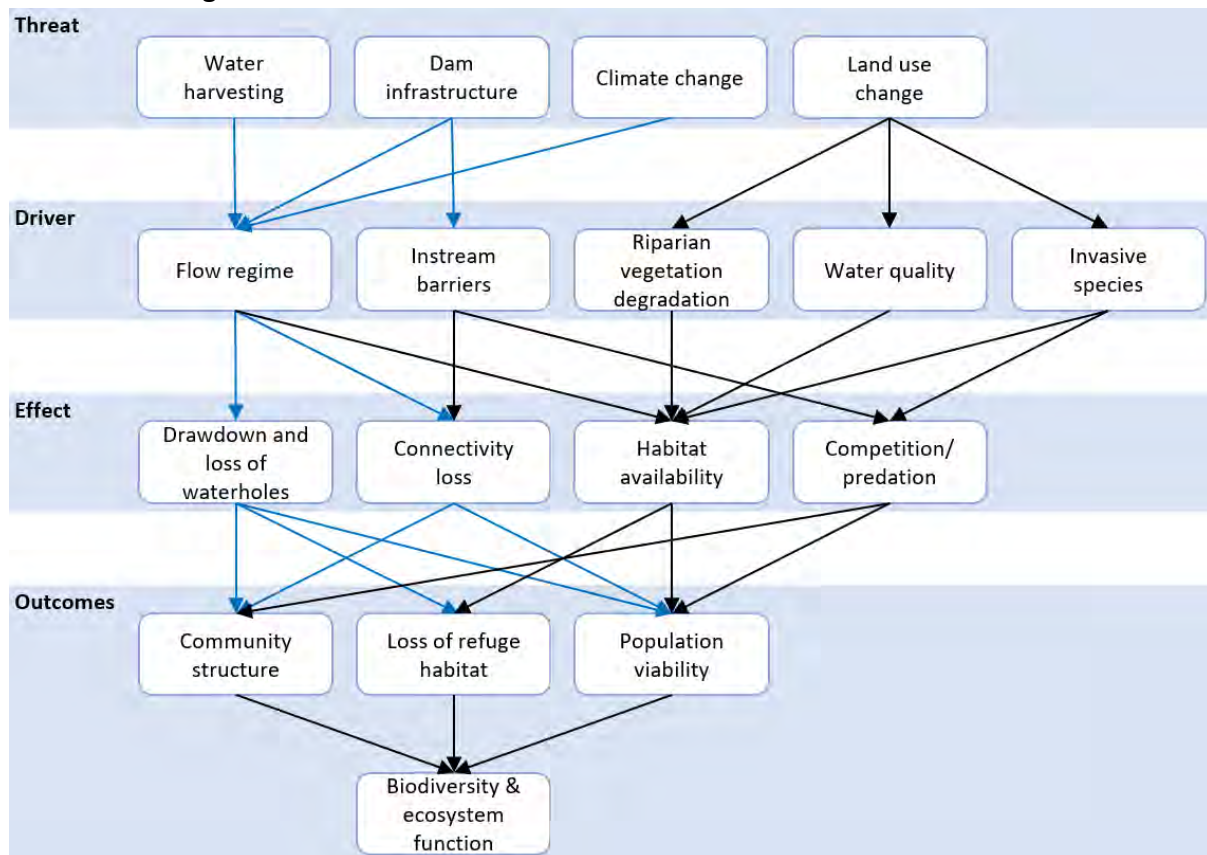 Threat
Water
harvesting
Dam
infrastructure
Climate change
Land use
change
Driver
Flow regime
Instream
barriers
Riparian
vegetation
degradation
Water quality
Invasive
species
Effect
Drawdown and
loss of
waterholes
Connectivity
loss
Habitat
availability
Competition/
predation
Outcomes
Community
structure
Loss of refuge
habitat
Population
viability
Biodiversity &
ecosystem
function